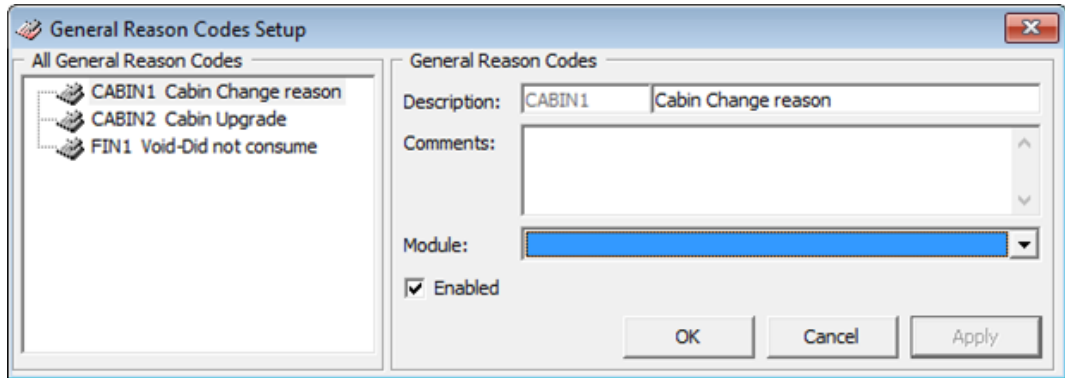 General Reason Codes Setup
All General Reason Codes
CABIN1 Cabin Change reason
CABIN2 Cabin Upgrade
FIN1 Void-Did not consume
General Reason Codes
Description: CABIN1 Cabin Change reason
Comments:
Module:
Enabled
OK Cancel Apply